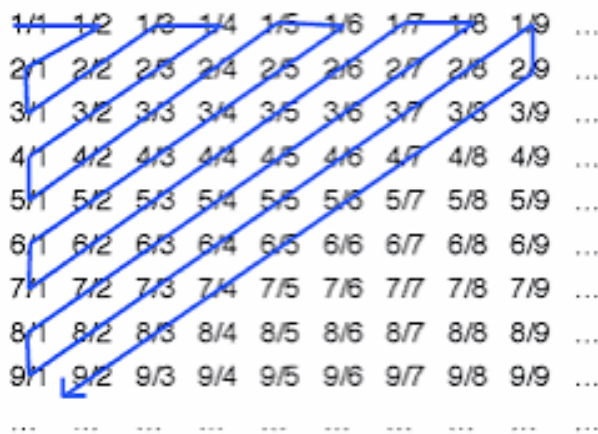 1/1 1/2 1/3 1/4 1/5 1/6 1/7 1/8 1/9 ...
2/1 2/2 2/3 2/4 2/5 2/6 2/7 2/8 2/9 ...
3/1 3/2 3/3 3/4 3/5 3/6 3/7 3/8 3/9 ...
4/1 4/2 4/3 4/4 4/5 4/6 4/7 4/8 4/9 ...
5/1 5/2 5/3 5/4 5/5 5/6 5/7 5/8 5/9 ...
6/1 6/2 6/3 6/4 6/5 6/6 6/7 6/8 6/9 ...
7/1 7/2 7/3 7/4 7/5 7/6 7/7 7/8 7/9 ...
8/1 8/2 8/3 8/4 8/5 8/6 8/7 8/8 8/9 ...
9/1 9/2 9/3 9/4 9/5 9/6 9/7 9/8 9/9 ...
... ... ... ... ... ... ... ... ... ...